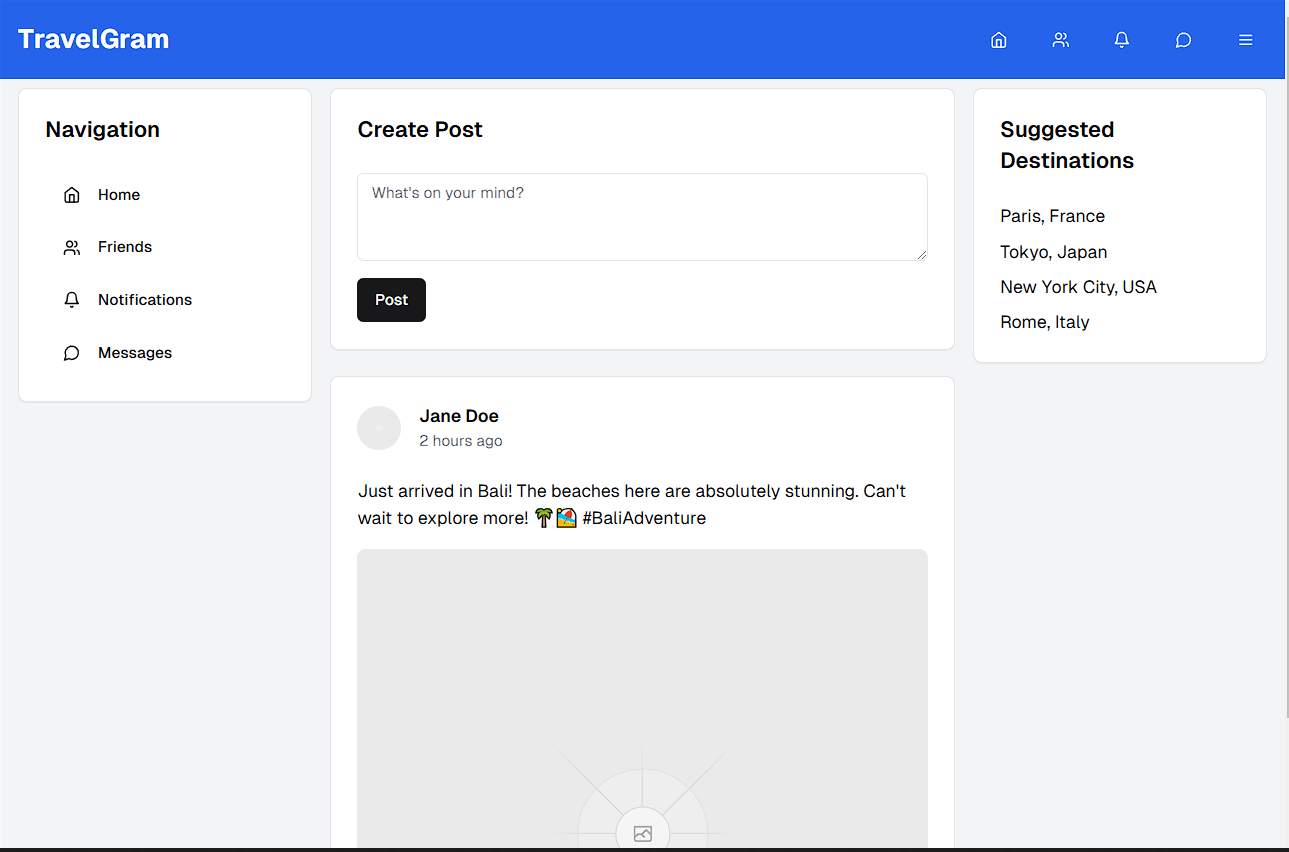 TravelGram
Navigation
Home
Friends
Notifications
Messages
Create Post
What's on your mind?
Post
Jane Doe
2 hours ago
Just arrived in Bali! The beaches here are absolutely stunning. Can't
wait to explore more! 🌴🏖️ #BaliAdventure
Suggested
Destinations
Paris, France
Tokyo, Japan
New York City, USA
Rome, Italy